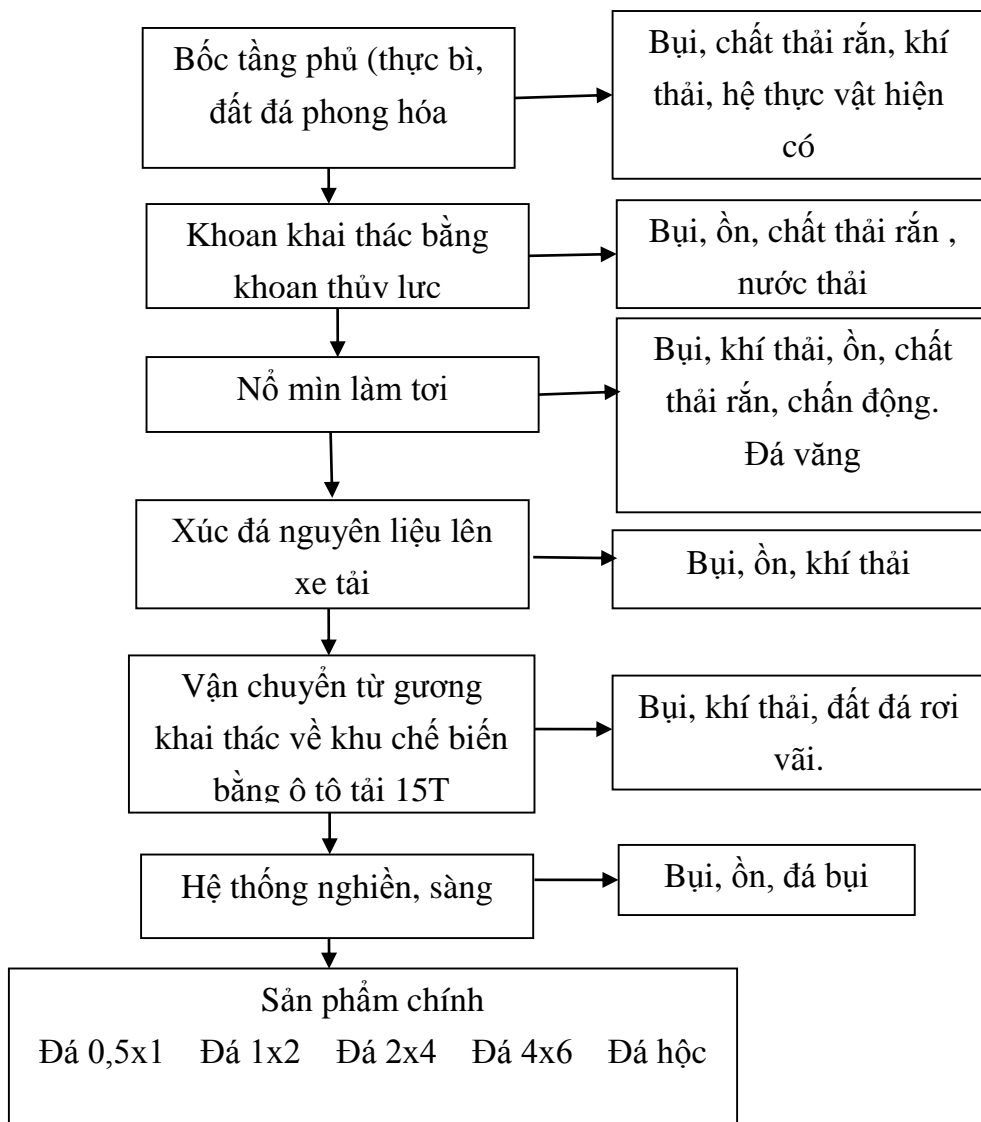 Bốc tầng phủ (thực bì,
đất đá phong hóa
Bụi, chất thải rắn, khí
thải, hệ thực vật hiện
có
Khoan khai thác bằng
khoan thủv lưc
Bụi, ồn, chất thải rắn ,
nước thải
Nổ mìn làm tơi
Bụi, khí thải, ồn, chất
thải rắn, chấn động.
Đá văng
Xúc đá nguyên liệu lên
xe tải
Bụi, ồn, khí thải
Vận chuyển từ gương
khai thác về khu chế biến
bằng ô tô tải 15T
Bụi, khí thải, đất đá rơi
vãi.
Hệ thống nghiền, sàng
Bụi, ồn, đá bụi
Sản phẩm chính
Đá 0,5x1 Đá 1x2 Đá 2x4 Đá 4x6 Đá hộc